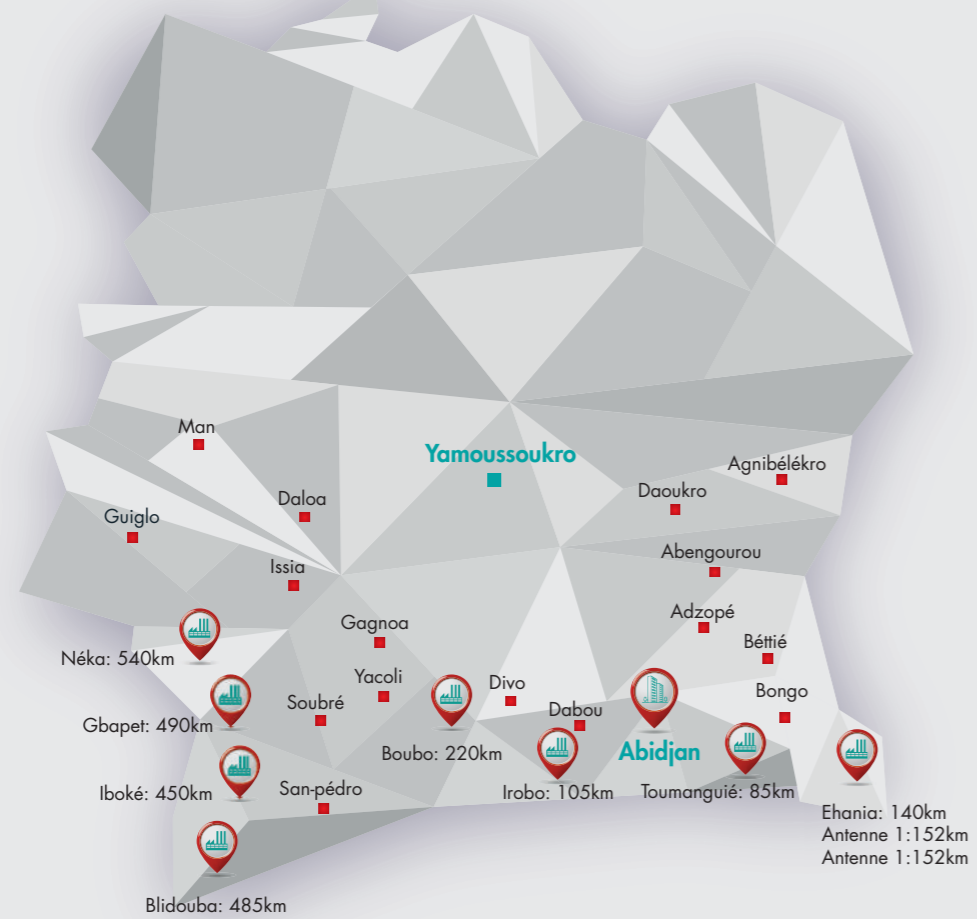 Man
Yamoussoukro
Agnibélékro
Daloa
Daoukro
Guiglo
Abengourou
Issia
Adzopé
Gagnoa
Béttié
Néka: 540km
Yacoli
Divo
Bongo
Soubré
Dabou
Gbapet: 490km
Boubo: 220km
Abidjan
Iboké: 450km
San-pédro
Irobo: 105km
Toumanguié: 85km
Ehania: 140km
Antenne 1:152km
Antenne 1:152km
Blidouba: 485km